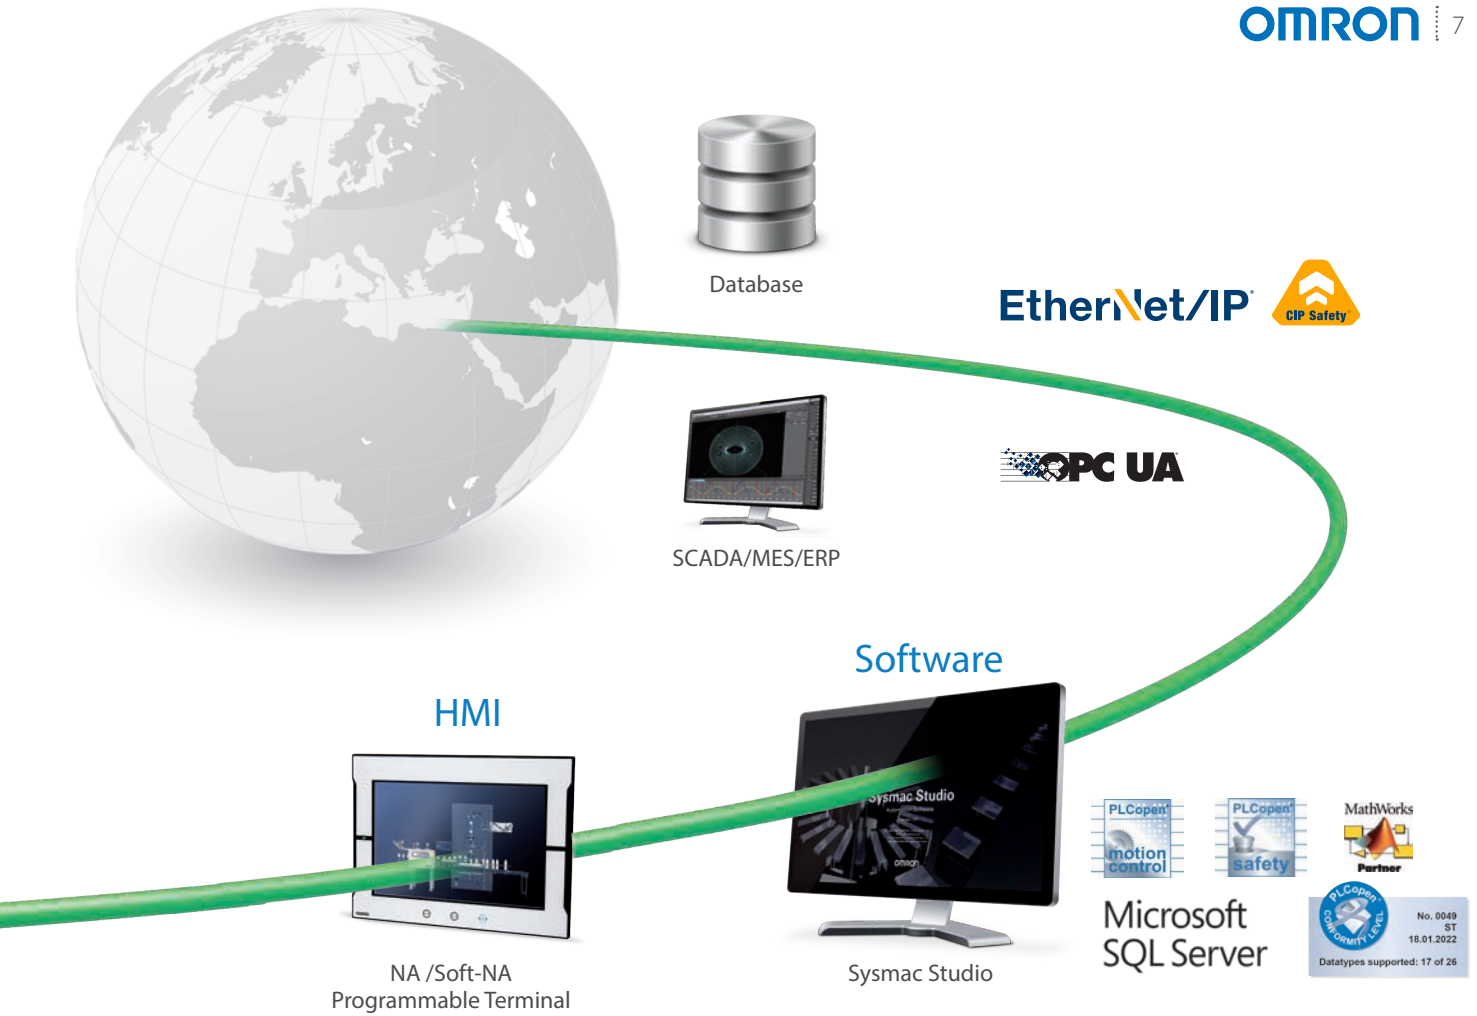 OMRON
7
Database
EtherNet/IP
CIP Safety™
OPC UA
SCADA/MES/ERP
Software
HMI
Sysmac Studio
omron
NA /Soft-NA
Programmable Terminal
Sysmac Studio
PLCopen
motion
control
PLCopen
safety
MathWorks
Partner
Microsoft
SQL Server
PLCopen
CONFORMITY LEVEL
No. 0049
ST
18.01.2022
Datatypes supported: 17 of 26